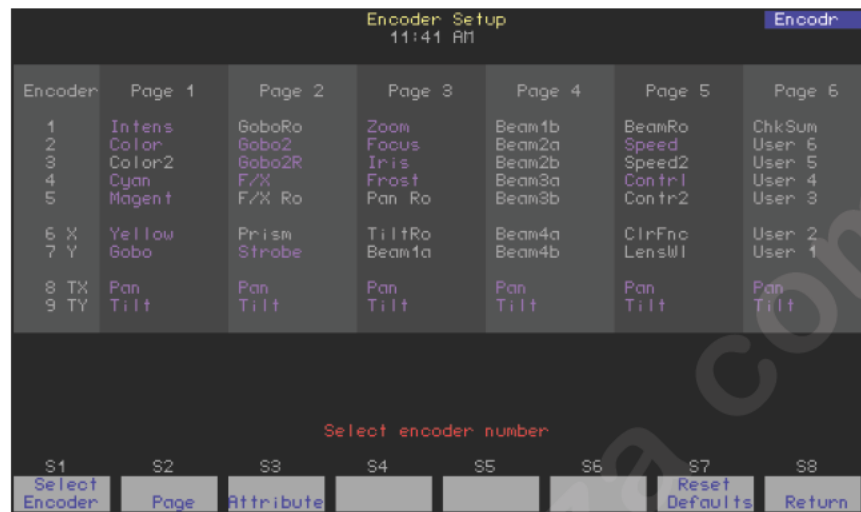 Encoder Setup
Encodr
11:41 AM
Encoder Page 1 Page 2 Page 3 Page 4 Page 5 Page 6
1 Intens GoboRo Zoom Beam1b BeamRo ChkSum
2 Color Gobo2 Focus Beam2a Speed User 6
3 Color2 Gobo2R Iris Beam2b Speed2 User 5
4 Cyan F/X Frost Beam3a Contrl User 4
5 Magent F/X Ro Pan Ro Beam3b Contr2 User 3
6 X Yellow Prism TiltRo Beam4a ClrFnc User 2
7 Y Gobo Strobe Beam1a Beam4b LensWl User 1
8 TX Pan Pan Pan Pan Pan Pan
9 TY Tilt Tilt Tilt Tilt Tilt Tilt
Select encoder number
S1 S2 S3 S4 S5 S6 S7 S8
Select Reset
Encoder Page Attribute Defaults Return